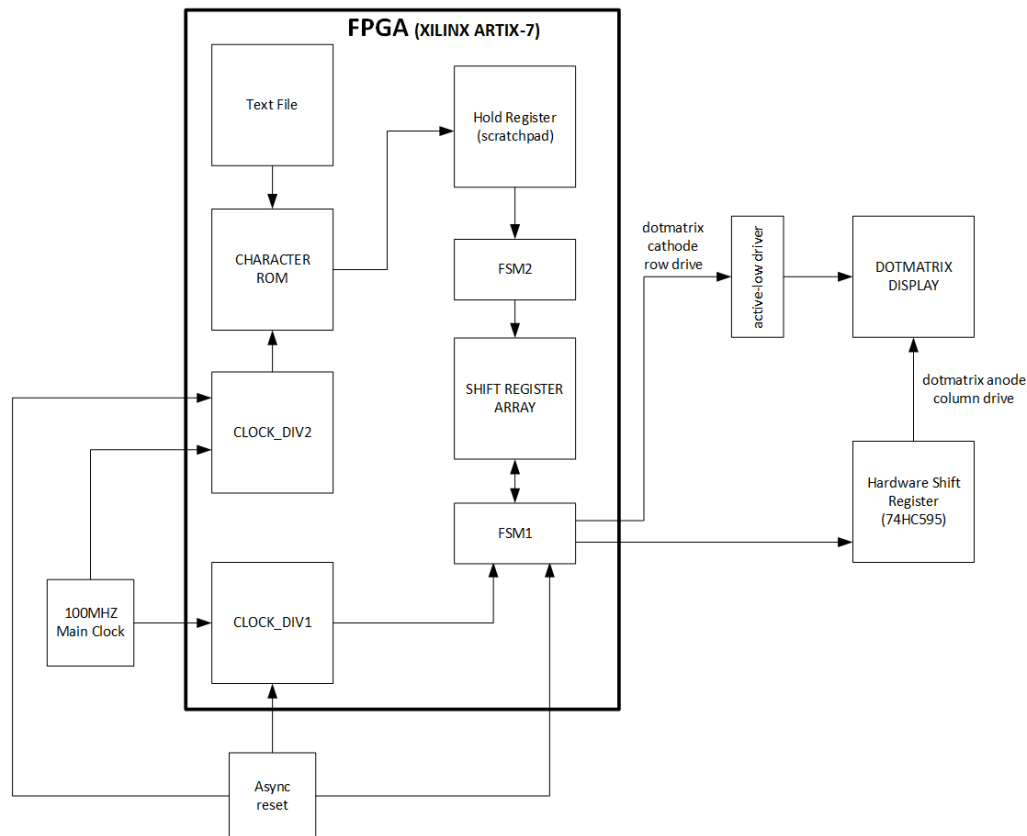 FPGA (XILINX ARTIX-7)
Text File
Hold Register
(scratchpad)
CHARACTER
ROM
FSM2
dotmatrix
cathode
row drive
active-low driver
DOTMATRIX
DISPLAY
SHIFT REGISTER
ARRAY
dotmatrix anode
column drive
CLOCK_DIV2
Hardware Shift
Register
(74HC595)
FSM1
100MHZ
Main Clock
CLOCK_DIV1
Async
reset